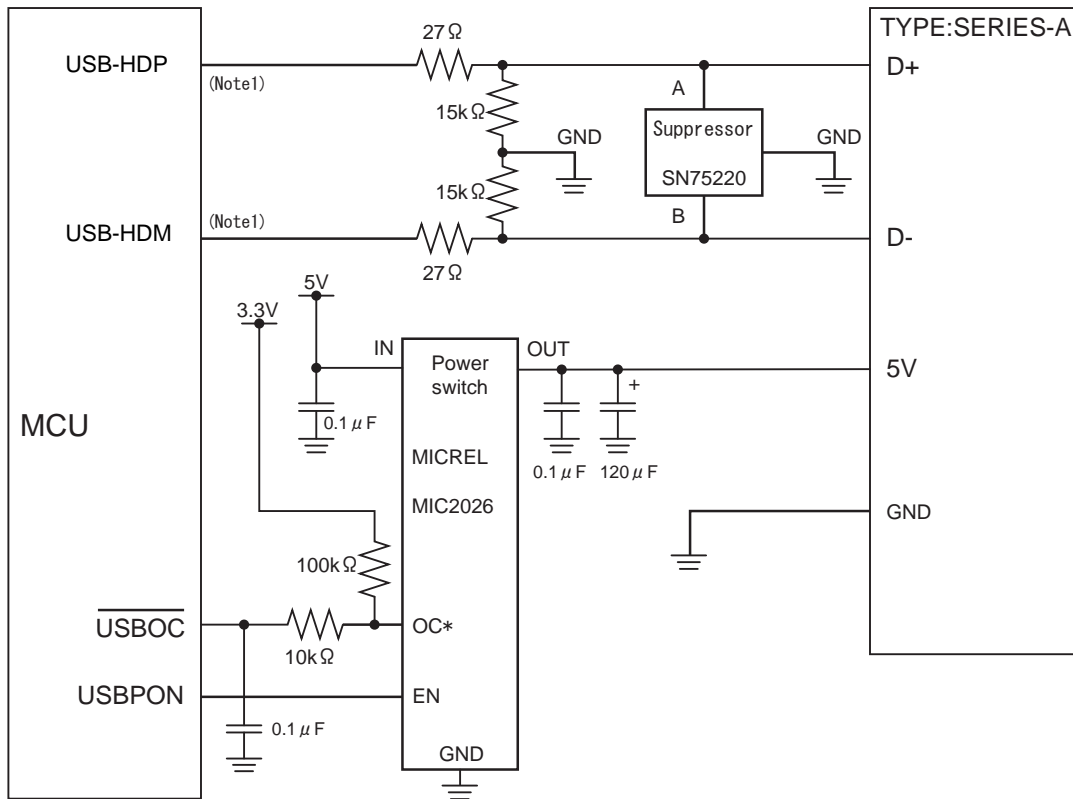 TYPE:SERIES-A
27Ω
USB-HDP
(Note1)
D+
A
15kΩ
GND
Suppressor
SN75220
GND
15kΩ
B
USB-HDM
(Note1)
D-
27Ω
5V
3.3V
IN
Power
switch
OUT
5V
+
0.1μF
MCU
MICREL
MIC2026
0.1μF
120μF
GND
100kΩ
USBOC
OC*
10kΩ
USBPON
EN
0.1μF
GND